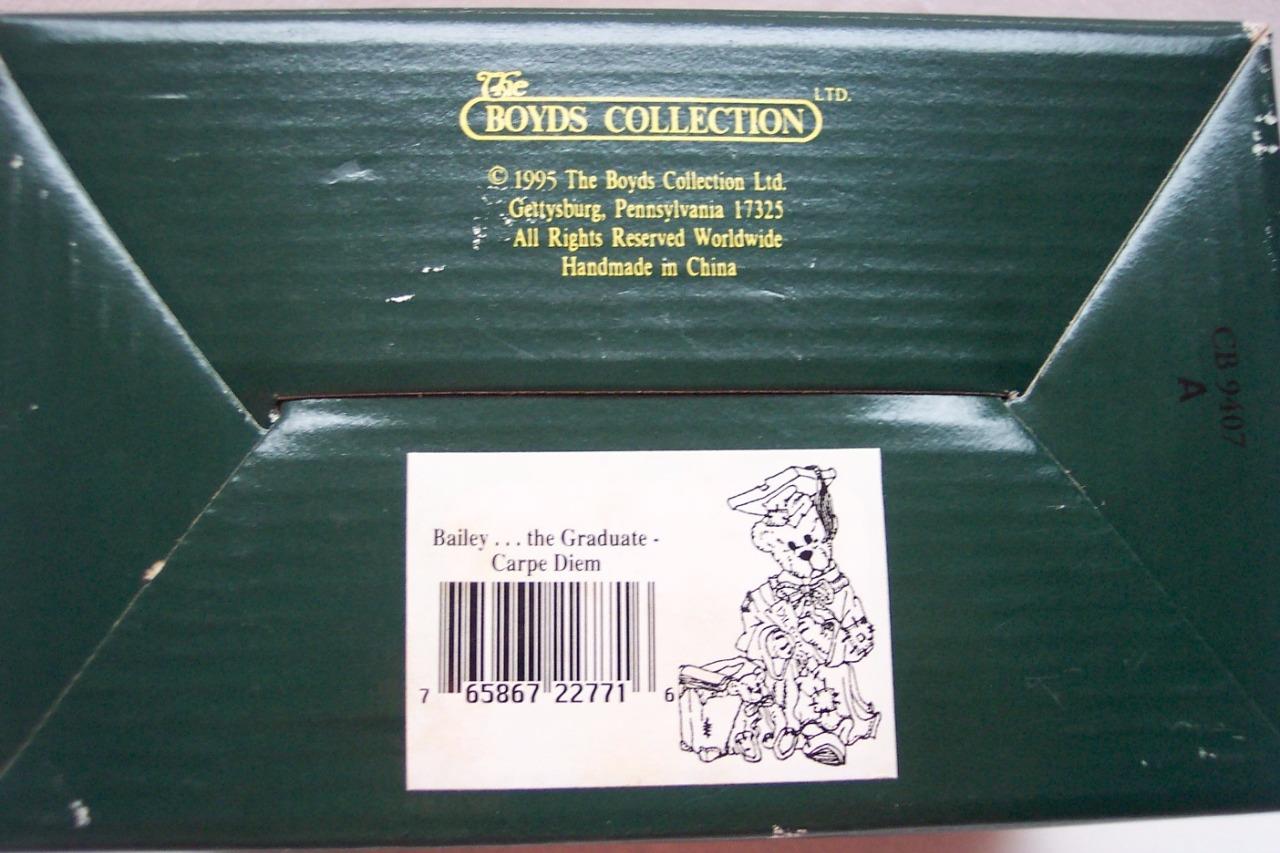 The
BOYDS COLLECTION LTD.
© 1995 The Boyds Collection Ltd.
Gettysburg, Pennsylvania 17325
All Rights Reserved Worldwide
Handmade in China
CB 9407
A
Bailey . . . the Graduate -
Carpe Diem
7 65867 22771 6